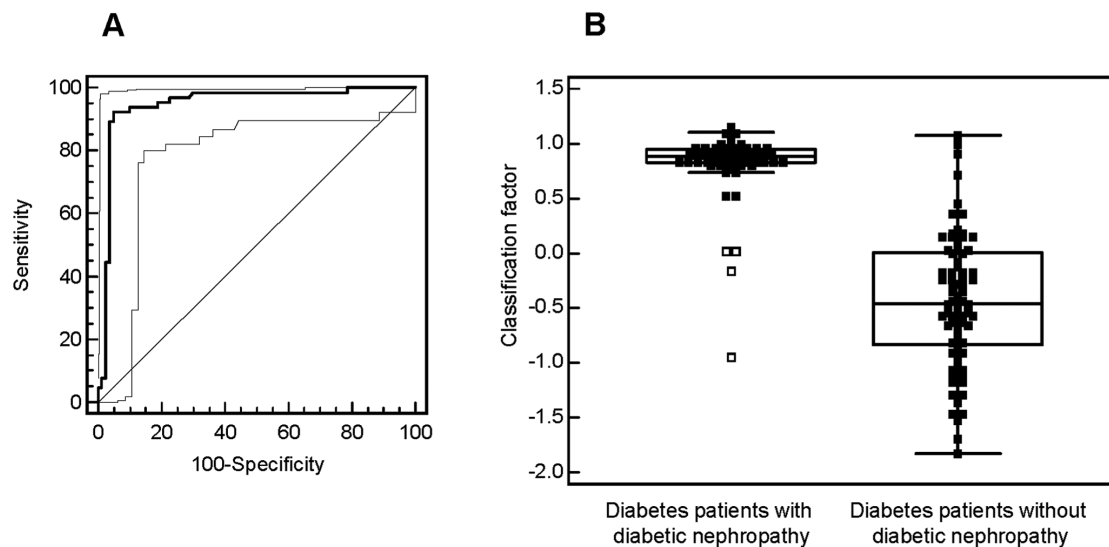 A
B
100
80
60
40
20
0
Sensitivity
0 20 40 60 80 100
100-Specificity
1.5
1.0
0.5
0.0
-0.5
-1.0
-1.5
-2.0
Classification factor
Diabetes patients with
diabetic nephropathy
Diabetes patients without
diabetic nephropathy